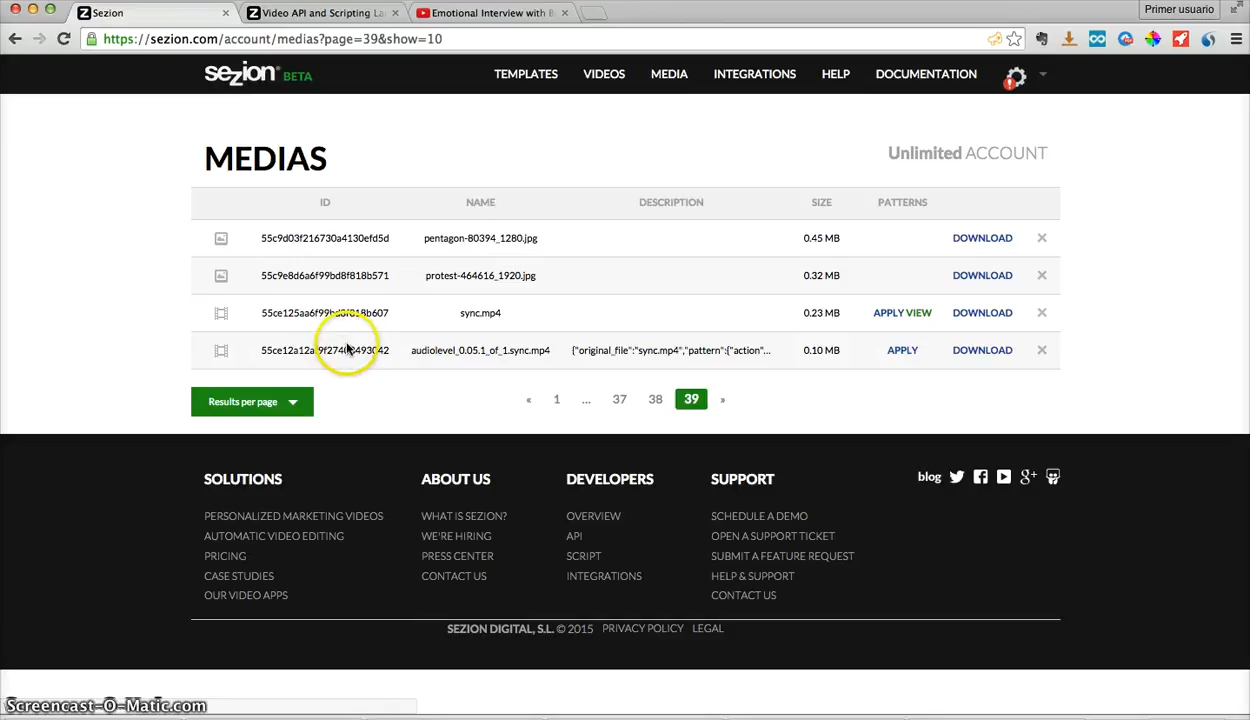 Sezion
Video API and Scripting La
Emotional Interview with B
Primer usuario
https://sezion.com/account/medias?page=39&show=10
sezion BETA
TEMPLATES VIDEOS MEDIA INTEGRATIONS HELP DOCUMENTATION
MEDIAS
Unlimited ACCOUNT
ID NAME DESCRIPTION SIZE PATTERNS
55c9d03f216730a4130efd5d pentagon-80394_1280.jpg 0.45 MB DOWNLOAD
55c9e8d6a6f99bd8f818b571 protest-464616_1920.jpg 0.32 MB DOWNLOAD
55ce125aa6f99bd8f818b607 sync.mp4 0.23 MB APPLY VIEW DOWNLOAD
audiolevel_0.05.1_of_1.sync.mp4 {"original_file":"sync.mp4","pattern":{"action"... 0.10 MB APPLY DOWNLOAD
Results per page
« 1 ... 37 38 39 »
SOLUTIONS ABOUT US DEVELOPERS SUPPORT
blog
PERSONALIZED MARKETING VIDEOS WHAT IS SEZION? OVERVIEW SCHEDULE A DEMO
AUTOMATIC VIDEO EDITING WE'RE HIRING API OPEN A SUPPORT TICKET
PRICING PRESS CENTER SCRIPT SUBMIT A FEATURE REQUEST
CASE STUDIES CONTACT US INTEGRATIONS HELP & SUPPORT
OUR VIDEO APPS CONTACT US
SEZION DIGITAL, S.L. © 2015 PRIVACY POLICY LEGAL
Screencast-O-Matic.com